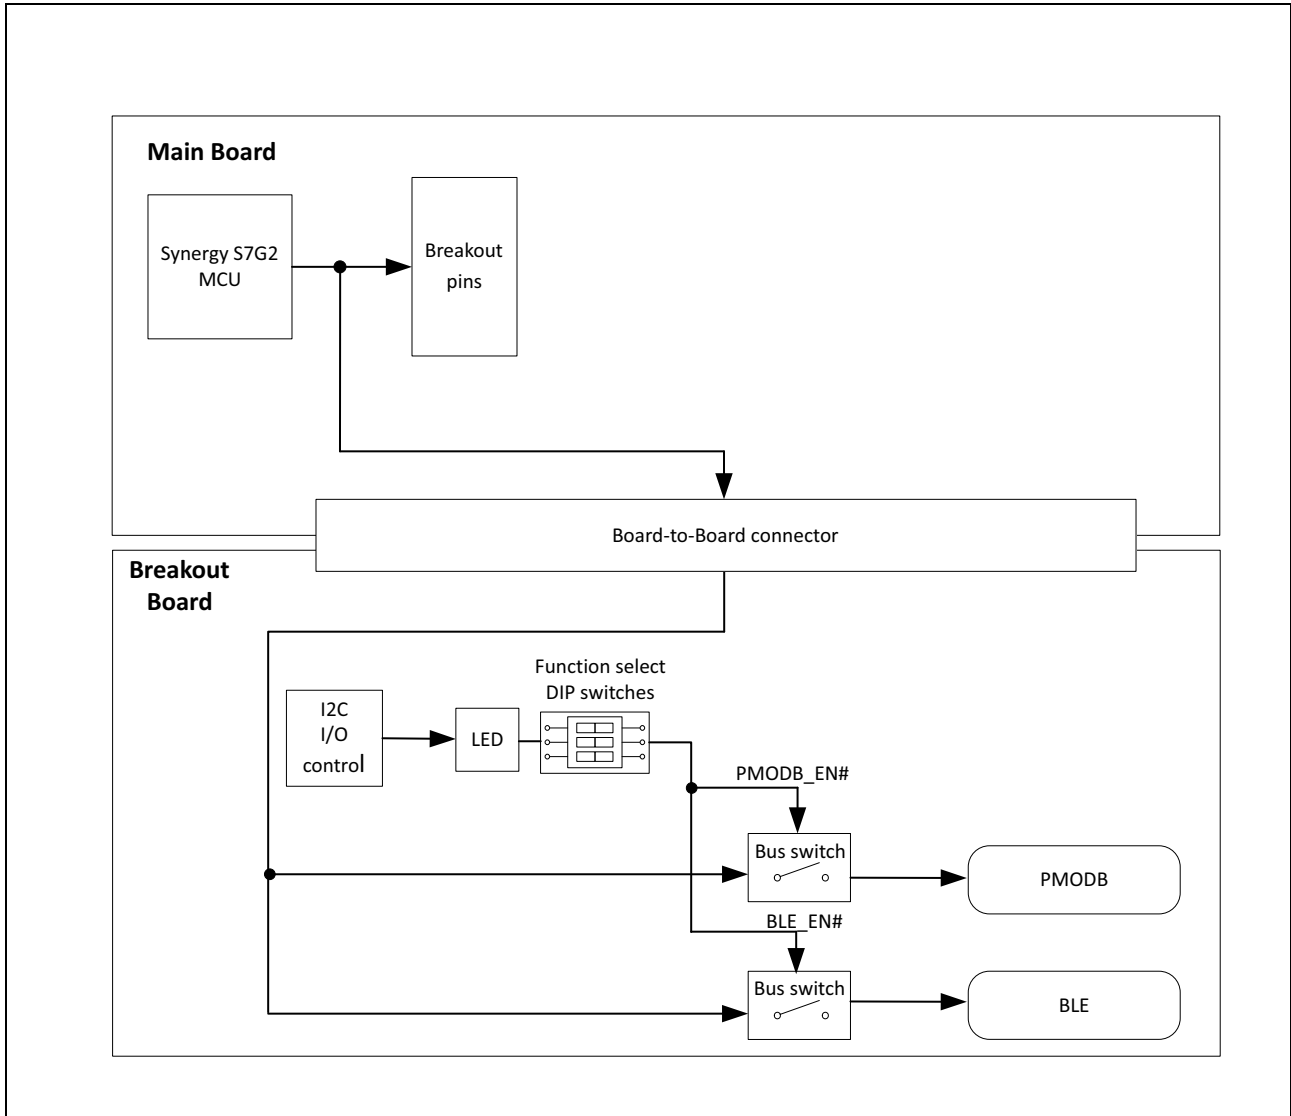 Main Board
Synergy S7G2
MCU
Breakout
pins
Board-to-Board connector
Breakout
Board
Function select
DIP switches
I2C
I/O
control
LED
PMODB_EN#
Bus switch
PMODB
BLE_EN#
Bus switch
BLE